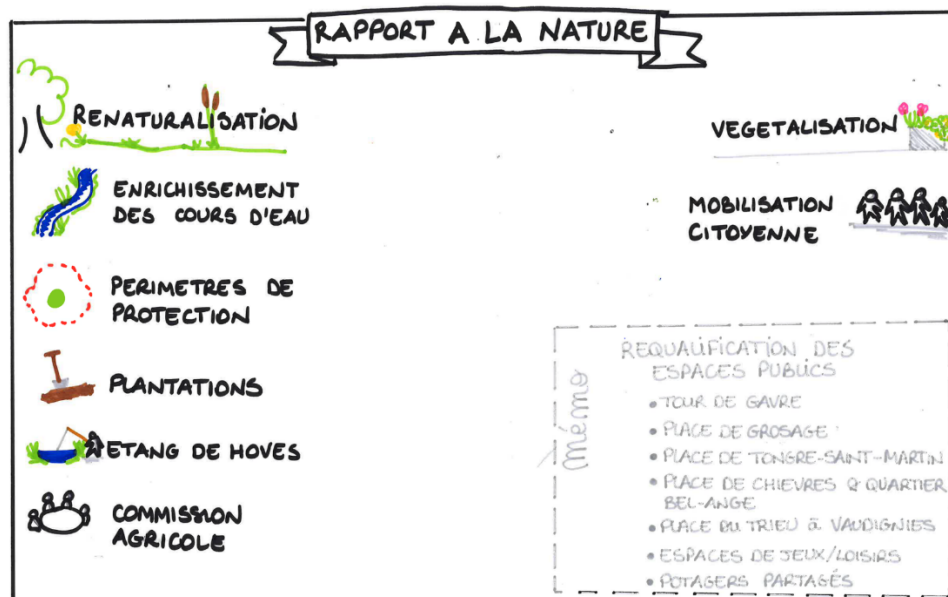 RAPPORT A LA NATURE
RENATURALISATION
ENRICHISSEMENT
DES COURS D'EAU
PERIMETRES DE
PROTECTION
PLANTATIONS
ETANG DE HOVES
COMMISSION
AGRICOLE
VEGETALISATION
MOBILISATION
CITOYENNE
Mémo
REQUALIFICATION DES
ESPACES PUBLICS
• TOUR DE GAVRE
• PLACE DE GROSAGE
• PLACE DE TONGRE-SAINT-MARTIN
• PLACE DE CHIEVRES & QUARTIER
BEL-ANGE
• PLACE DU TRIEU à VAUDIGNIES
• ESPACES DE JEUX/LOISIRS
• POTAGERS PARTAGÉS